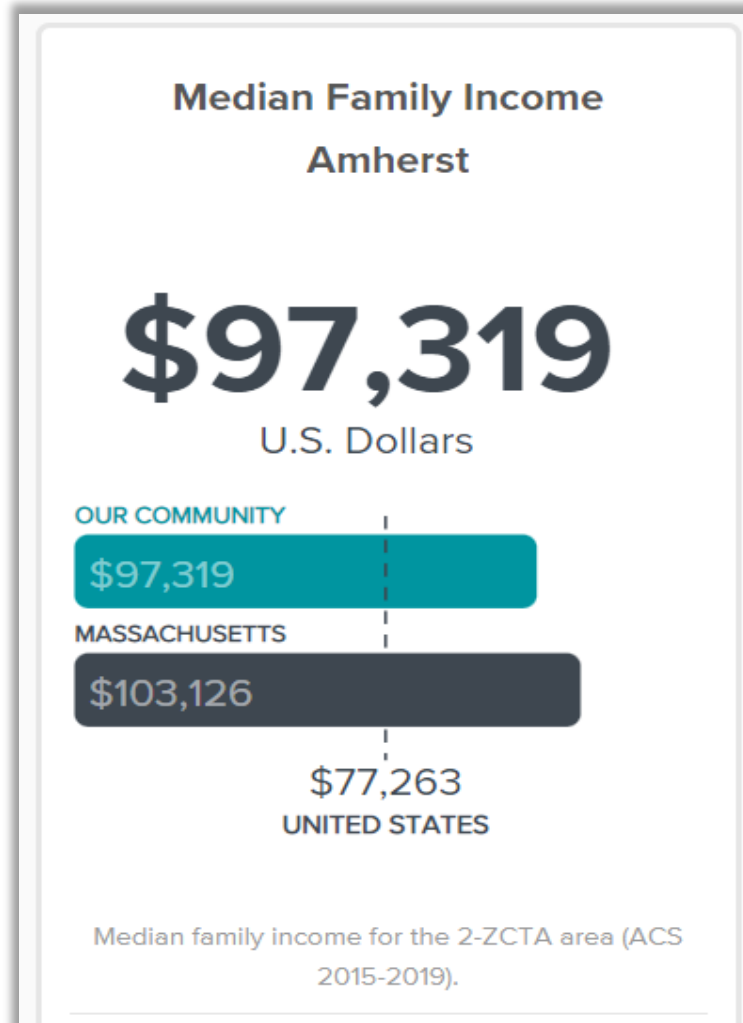 Median Family Income
Amherst
$97,319
U.S. Dollars
OUR COMMUNITY
$97,319
MASSACHUSETTS
$103,126
$77,263
UNITED STATES
Median family income for the 2-ZCTA area (ACS
2015-2019).